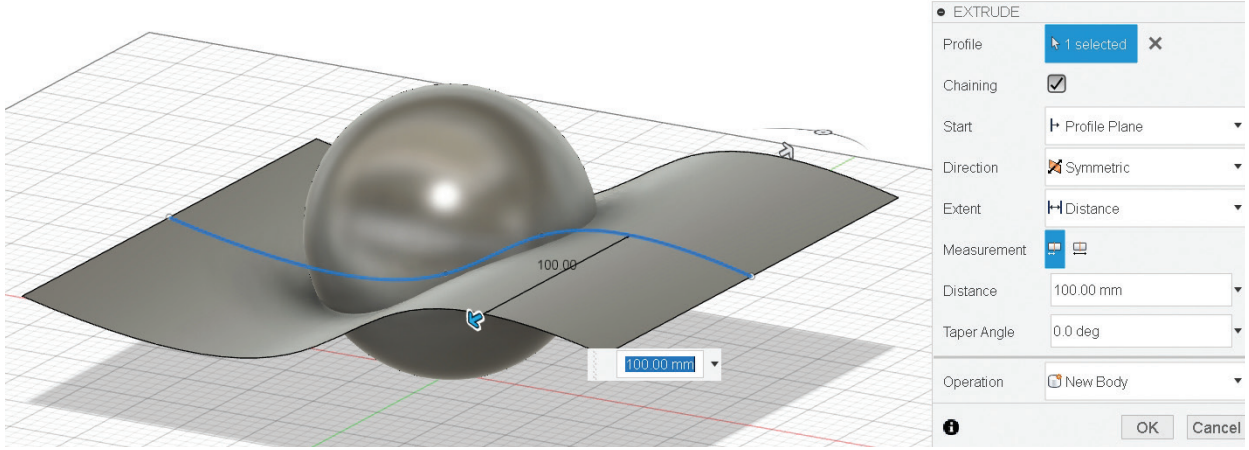 EXTRUDE
Profile
1 selected
Chaining
Start
Profile Plane
Direction
Symmetric
Extent
Distance
Measurement
Distance
100.00 mm
Taper Angle
0.0 deg
Operation
New Body
OK
Cancel
100.00
100.00 mm